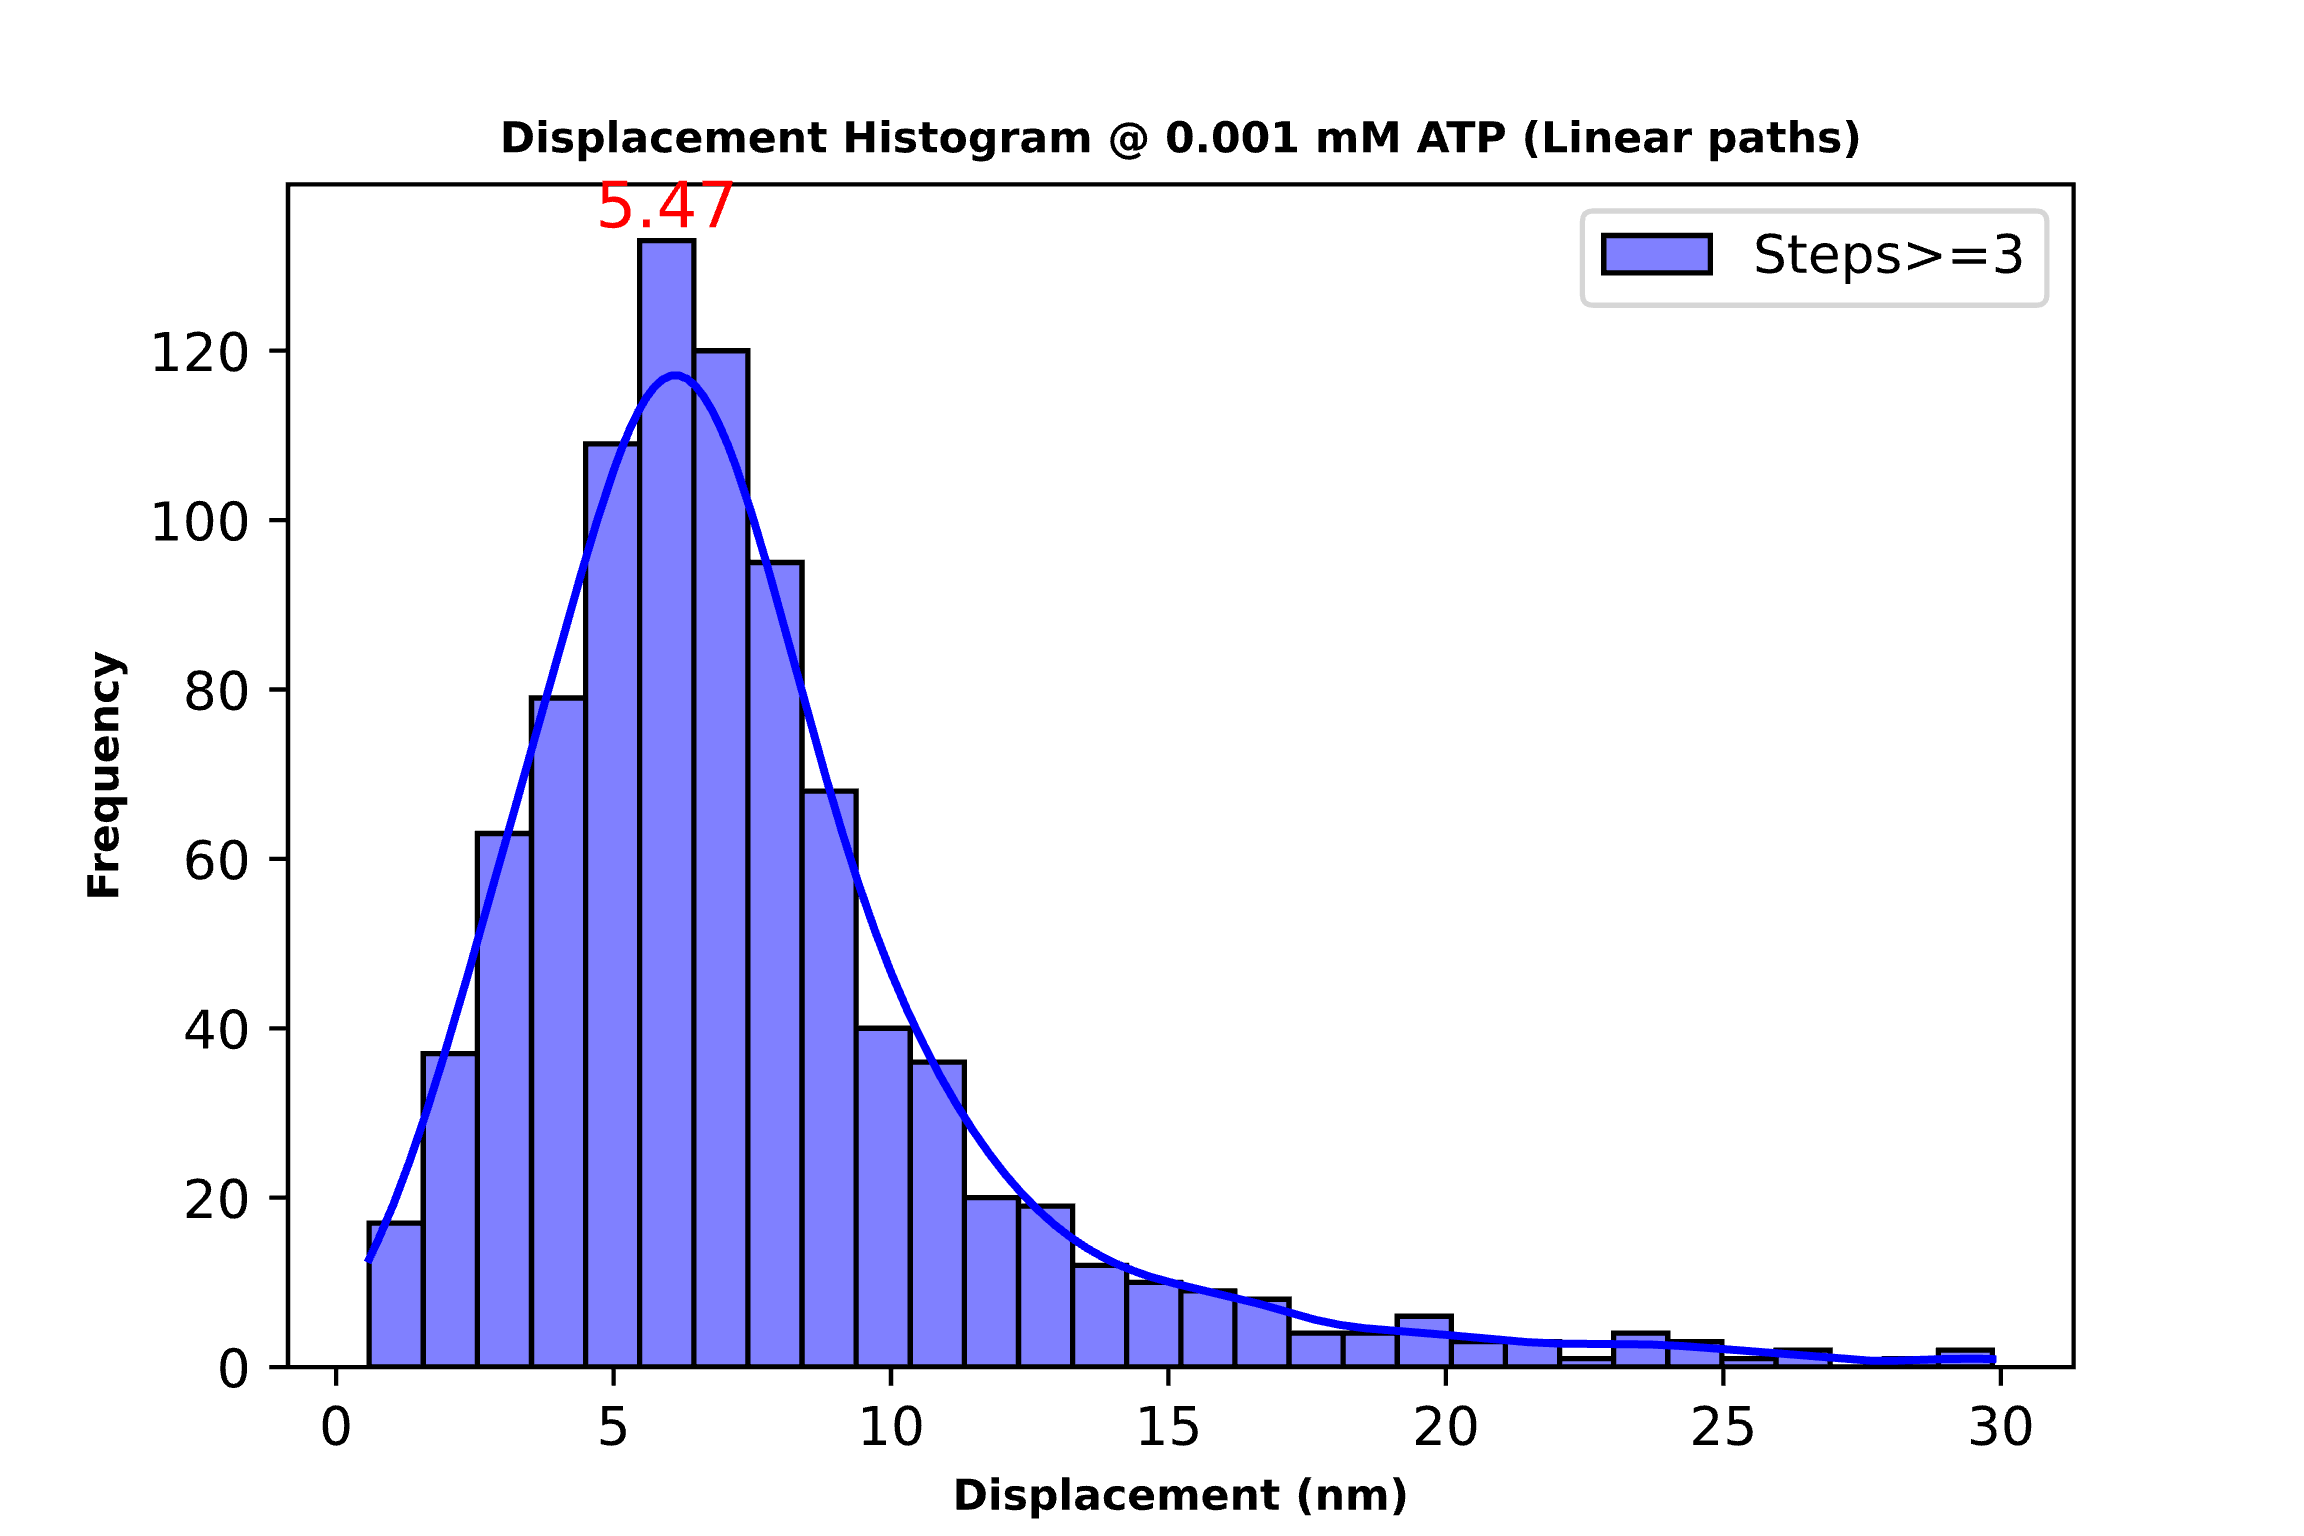 Displacement Histogram @ 0.001 mM ATP (Linear paths)
5.47
Steps>=3
120
100
80
60
40
20
0
Frequency
0 5 10 15 20 25 30
Displacement (nm)